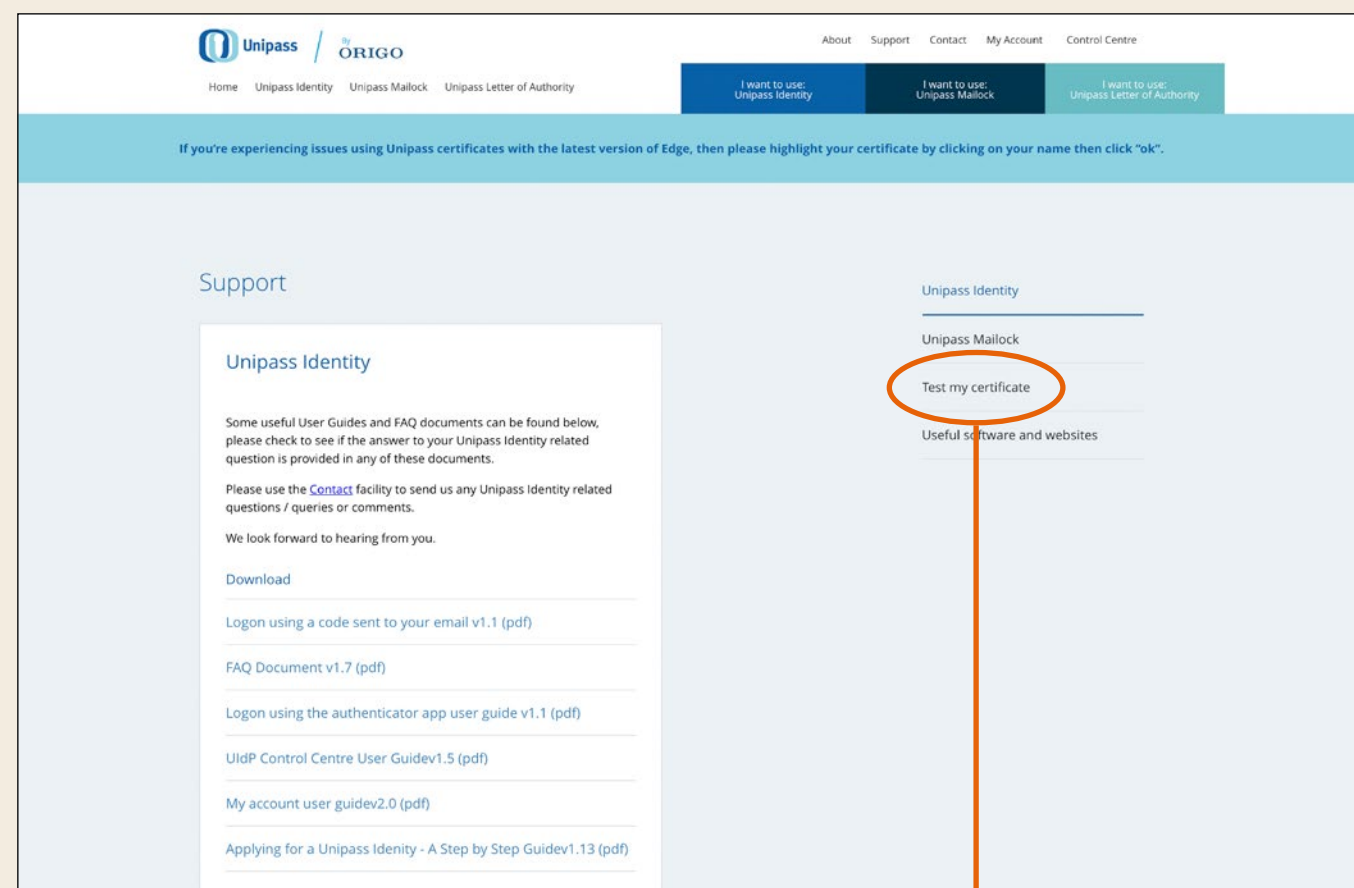 Unipass
By
ORIGO
About Support Contact My Account Control Centre
Home Unipass Identity Unipass Mailock Unipass Letter of Authority
I want to use:
Unipass Identity
I want to use:
Unipass Mailock
I want to use:
Unipass Letter of Authority
If you're experiencing issues using Unipass certificates with the latest version of Edge, then please highlight your certificate by clicking on your name then click "ok".
Support
Unipass Identity
Some useful User Guides and FAQ documents can be found below,
please check to see if the answer to your Unipass Identity related
question is provided in any of these documents.
Please use the Contact facility to send us any Unipass Identity related
questions / queries or comments.
We look forward to hearing from you.
Download
Logon using a code sent to your email v1.1 (pdf)
FAQ Document v1.7 (pdf)
Logon using the authenticator app user guide v1.1 (pdf)
UIdP Control Centre User Guidev1.5 (pdf)
My account user guidev2.0 (pdf)
Applying for a Unipass Idenity - A Step by Step Guidev1.13 (pdf)
Unipass Identity
Unipass Mailock
Test my certificate
Useful software and websites